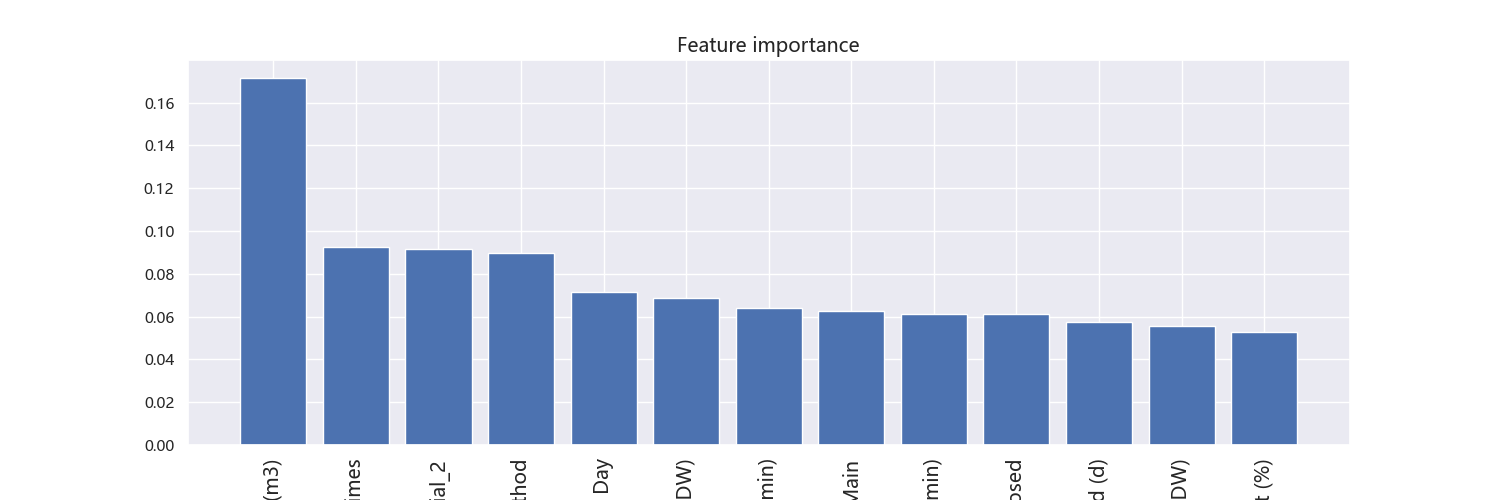 Feature importance
0.16
0.14
0.12
0.10
0.08
0.06
0.04
0.02
0.00
(m3)
imes
ial_2
thod
Day
DW)
min)
Main
min)
osed
d (d)
DW)
t (%)